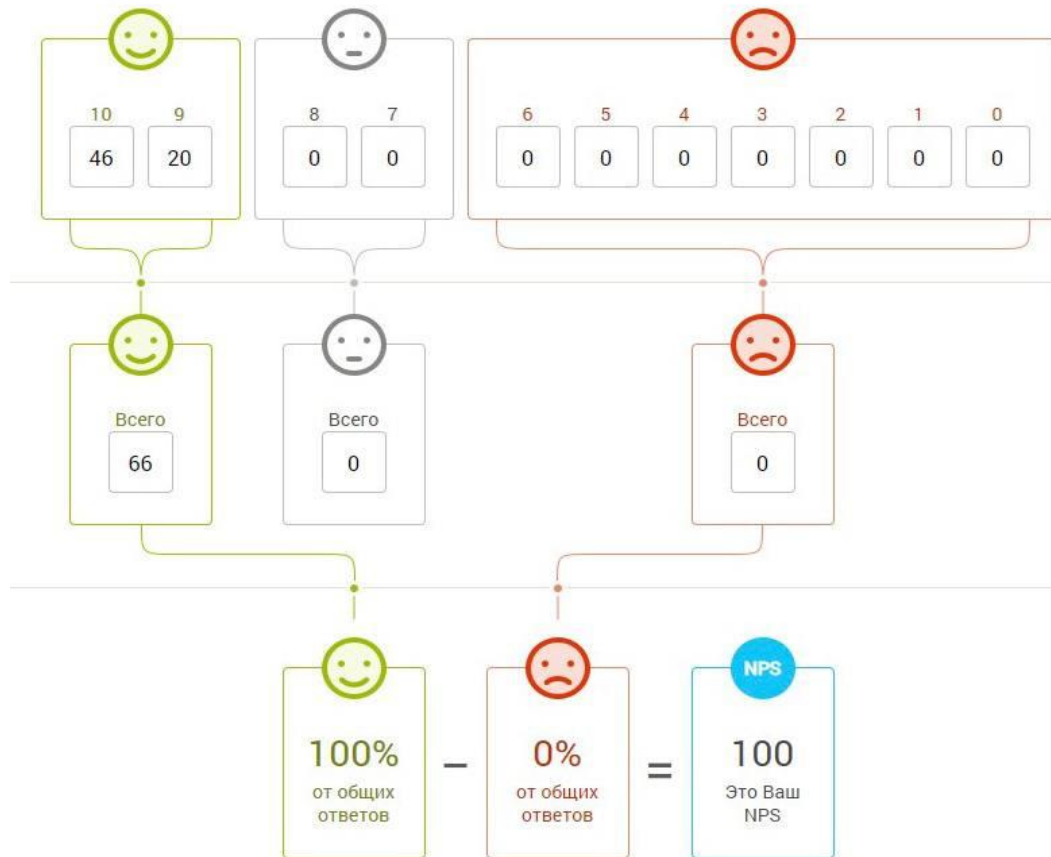 10 9 8 7 6 5 4 3 2 1 0
46 20 0 0 0 0 0 0 0 0 0
Всего Всего Всего
66 0 0
NPS
100% – 0% = 100
от общих от общих Это Ваш
ответов ответов NPS